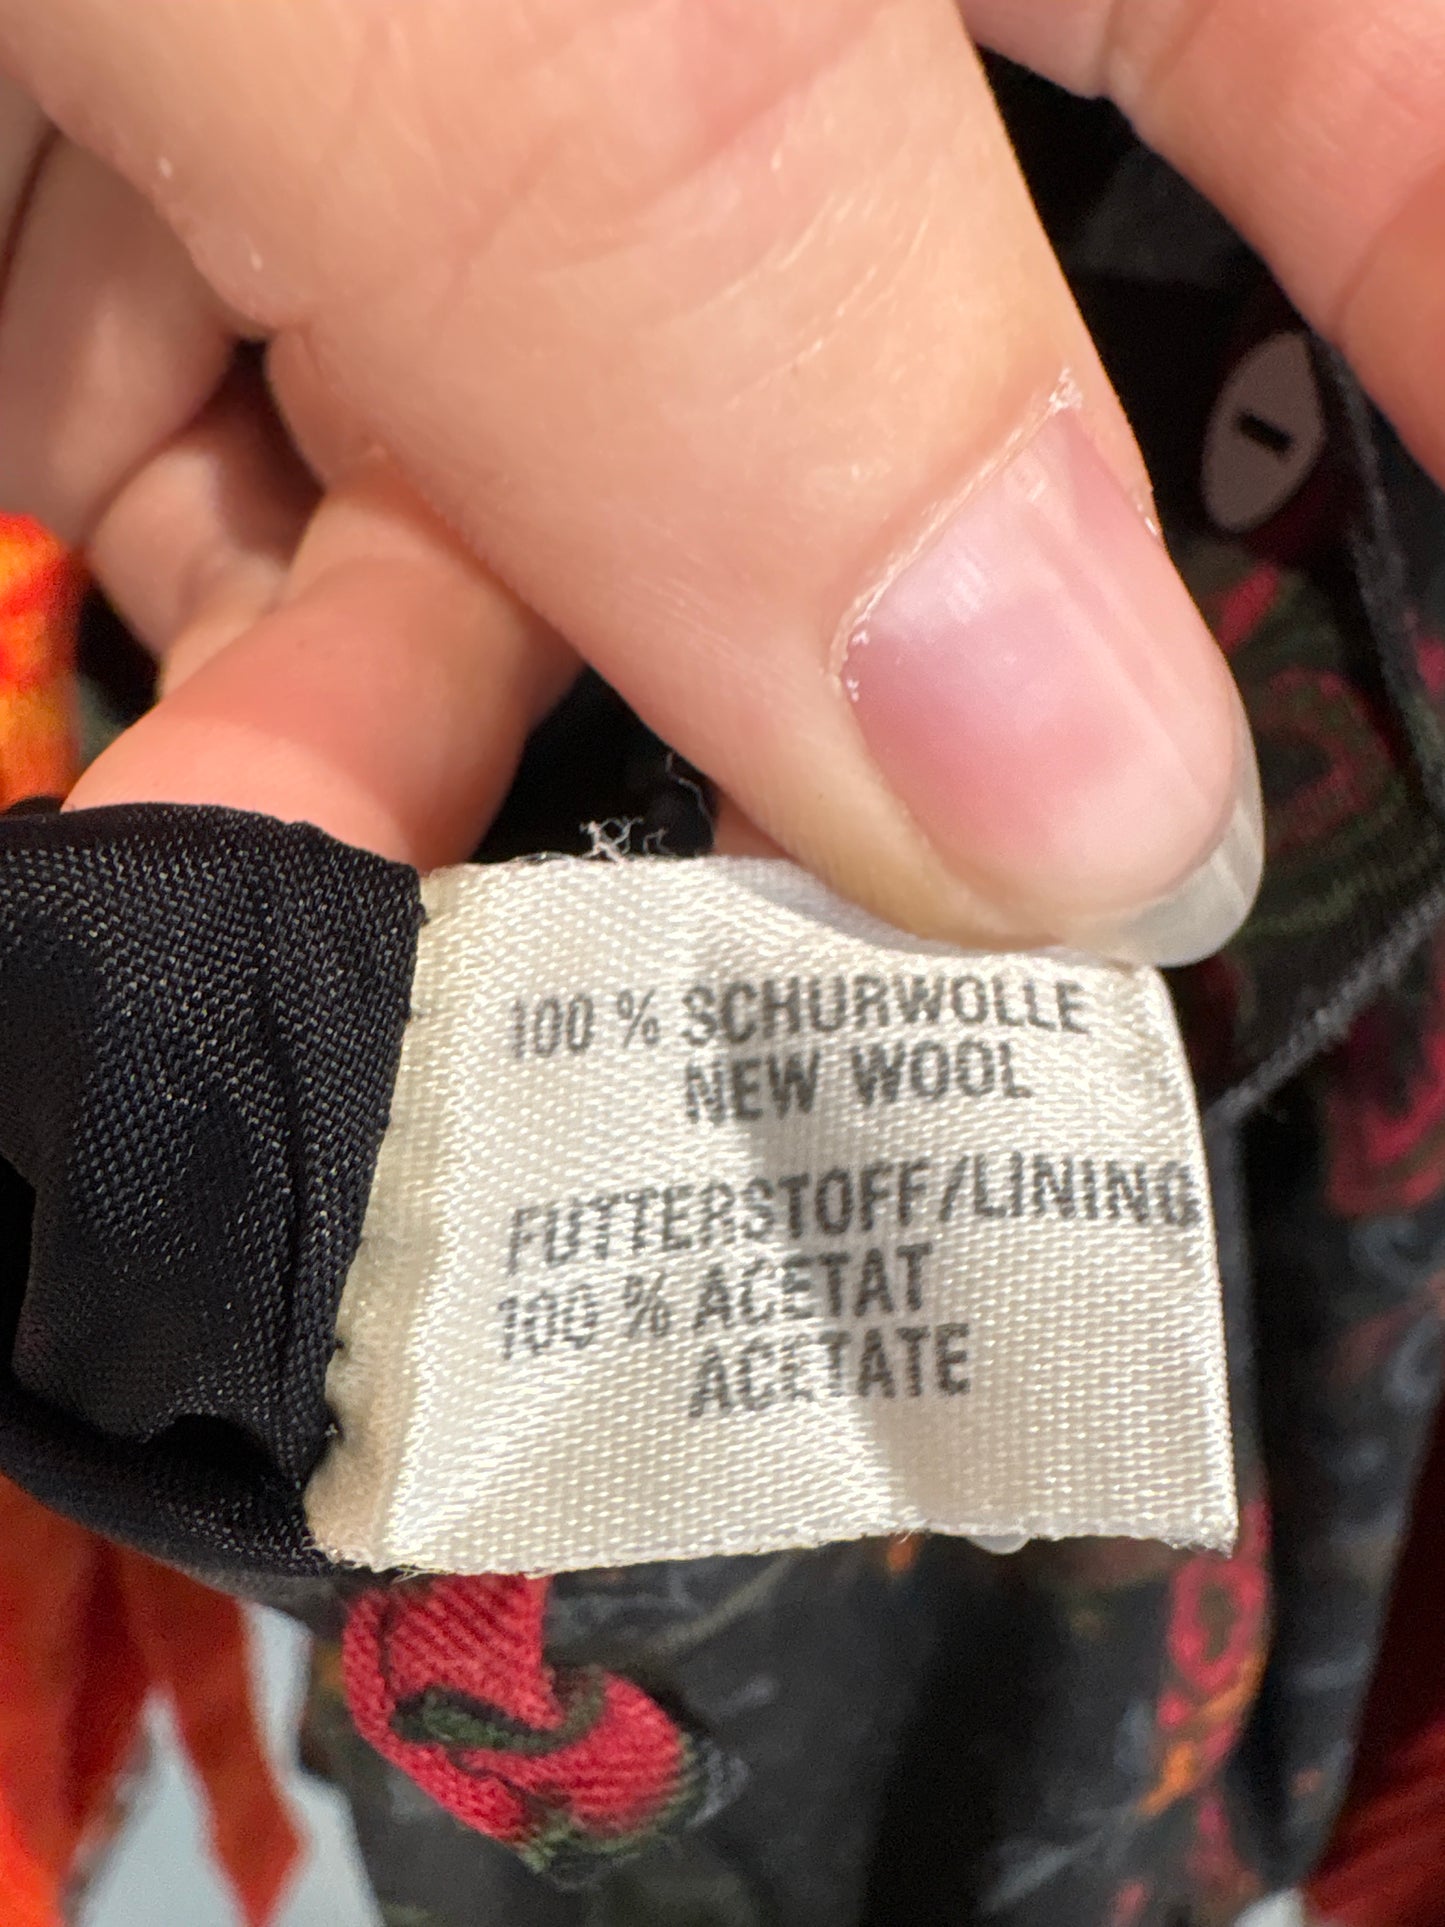 100 % SCHURWOLLE
NEW WOOL
FUTTERSTOFF/LINING
100 % ACETAT
ACETATE